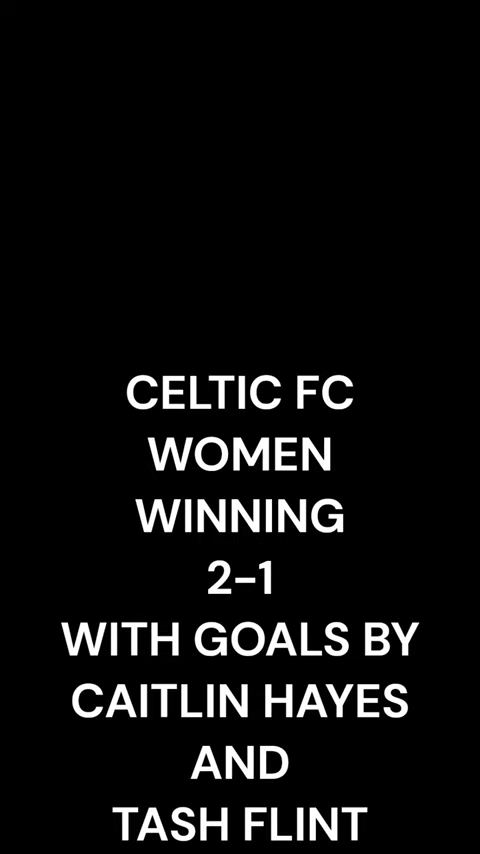 CELTIC FC
WOMEN
WINNING
2-1
WITH GOALS BY
CAITLIN HAYES
AND
TASH FLINT